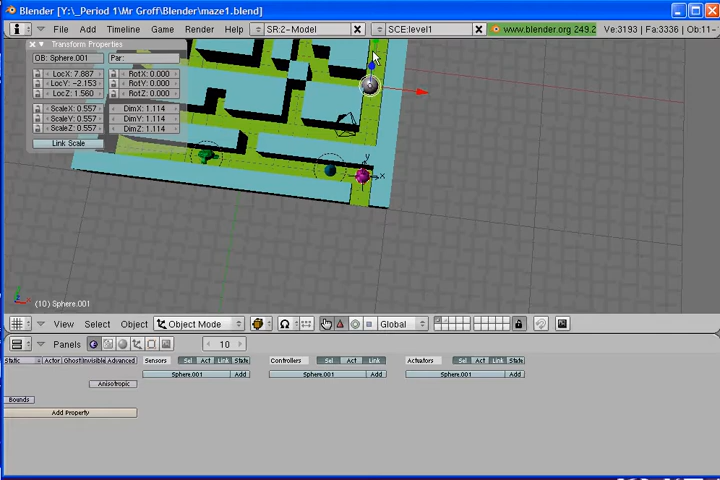 Blender [Y:\_Period 1\Mr Groff\Blender\maze1.blend]
File Add Timeline Game Render Help SR:2-Model SCE:level1 www.blender.org 249.2 Ve:3193 | Fa:3336 | Ob:11-
Transform Properties
OB: Sphere.001 Par:
LocX: 7.887 RotX: 0.000
LocY: -2.153 RotY: 0.000
LocZ: 1.560 RotZ: 0.000
ScaleX: 0.557 DimX: 1.114
ScaleY: 0.557 DimY: 1.114
ScaleZ: 0.557 DimZ: 1.114
Link Scale
y
x
(10) Sphere.001
View Select Object Object Mode Global
Panels 10
Static Actor Ghost Invisible Advanced Sensors Sel Act Link State Controllers Sel Act Link Actuators Sel Act Link State
Sphere.001 Add Sphere.001 Add Sphere.001 Add
Anisotropic
Bounds
Add Property